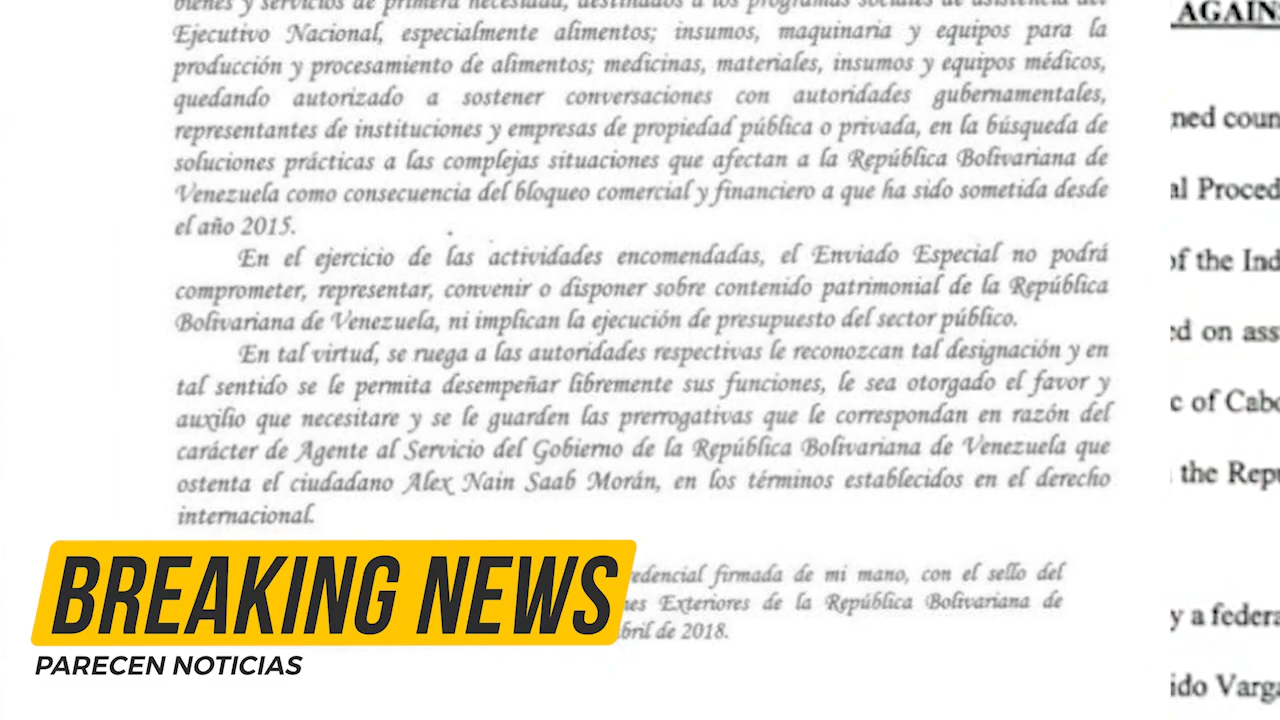 bienes y servicios de primera necesidad, destinados a los programas sociales de asistencia del
Ejecutivo Nacional, especialmente alimentos; insumos, maquinaria y equipos para la
producción y procesamiento de alimentos; medicinas, materiales, insumos y equipos médicos,
quedando autorizado a sostener conversaciones con autoridades gubernamentales,
representantes de instituciones y empresas de propiedad pública o privada, en la búsqueda de
soluciones prácticas a las complejas situaciones que afectan a la República Bolivariana de
Venezuela como consecuencia del bloqueo comercial y financiero a que ha sido sometida desde
el año 2015.
En el ejercicio de las actividades encomendadas, el Enviado Especial no podrá
comprometer, representar, convenir o disponer sobre contenido patrimonial de la República
Bolivariana de Venezuela, ni implican la ejecución de presupuesto del sector público.
En tal virtud, se ruega a las autoridades respectivas le reconozcan tal designación y en
tal sentido se le permita desempeñar libremente sus funciones, le sea otorgado el favor y
auxilio que necesitare y se le guarden las prerrogativas que le correspondan en razón del
carácter de Agente al Servicio del Gobierno de la República Bolivariana de Venezuela que
ostenta el ciudadano Alex Nain Saab Morán, en los términos establecidos en el derecho
internacional.
redencial firmada de mi mano, con el sello del
nes Exteriores de la República Bolivariana de
bril de 2018.
BREAKING NEWS
PARECEN NOTICIAS
AGAINS
ned coun
al Proced
of the Ind
ed on ass
c of Cabo
the Repu
y a federa
ido Varga